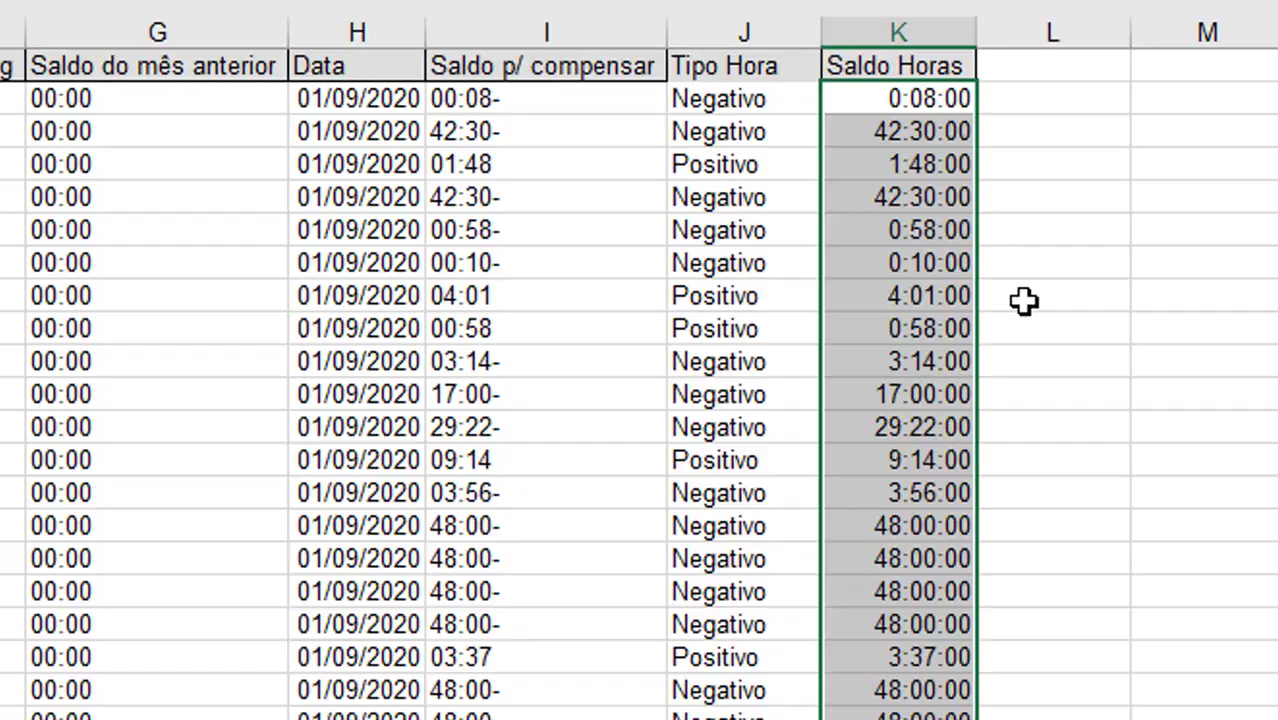 G H I J K L M
g Saldo do mês anterior Data Saldo p/ compensar Tipo Hora Saldo Horas
00:00 01/09/2020 00:08- Negativo 0:08:00
00:00 01/09/2020 42:30- Negativo 42:30:00
00:00 01/09/2020 01:48 Positivo 1:48:00
00:00 01/09/2020 42:30- Negativo 42:30:00
00:00 01/09/2020 00:58- Negativo 0:58:00
00:00 01/09/2020 00:10- Negativo 0:10:00
00:00 01/09/2020 04:01 Positivo 4:01:00
00:00 01/09/2020 00:58 Positivo 0:58:00
00:00 01/09/2020 03:14- Negativo 3:14:00
00:00 01/09/2020 17:00- Negativo 17:00:00
00:00 01/09/2020 29:22- Negativo 29:22:00
00:00 01/09/2020 09:14 Positivo 9:14:00
00:00 01/09/2020 03:56- Negativo 3:56:00
00:00 01/09/2020 48:00- Negativo 48:00:00
00:00 01/09/2020 48:00- Negativo 48:00:00
00:00 01/09/2020 48:00- Negativo 48:00:00
00:00 01/09/2020 48:00- Negativo 48:00:00
00:00 01/09/2020 03:37 Positivo 3:37:00
00:00 01/09/2020 48:00- Negativo 48:00:00